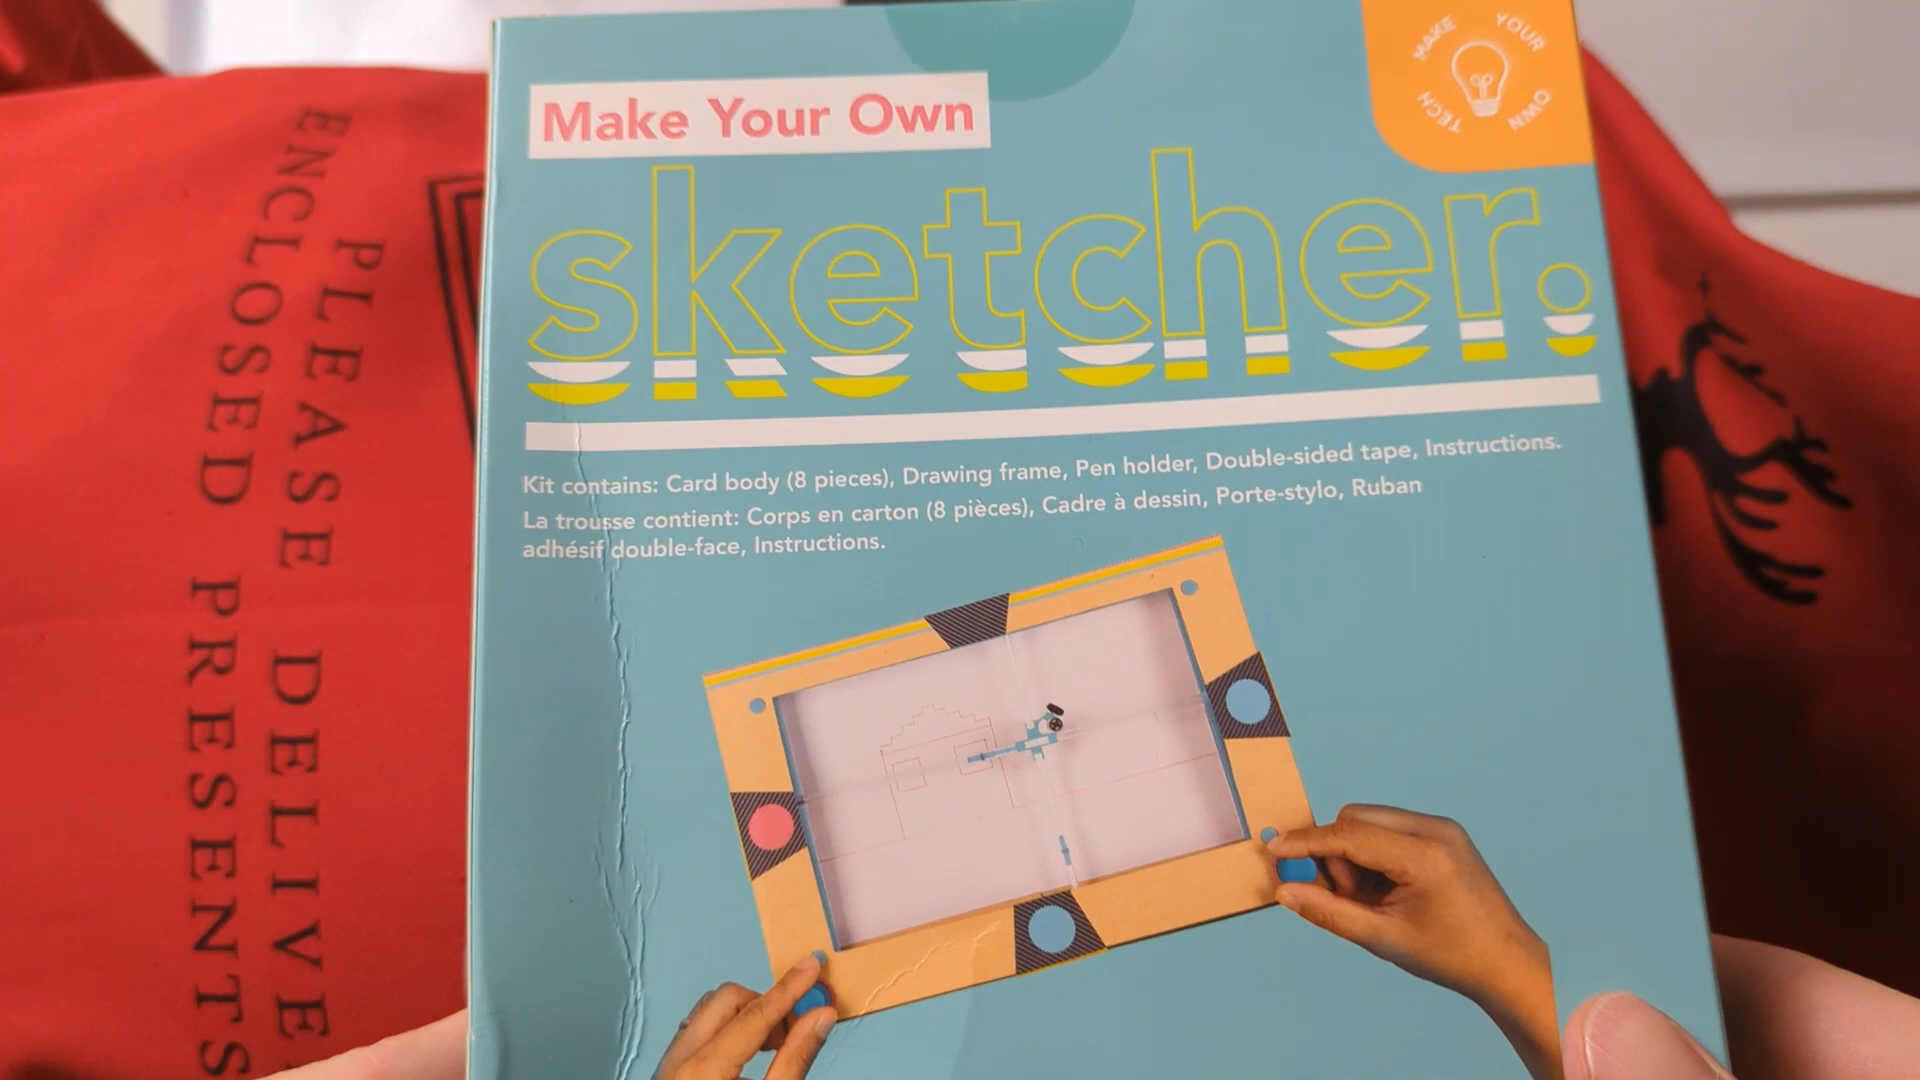 Make Your Own
sketcher.
Kit contains: Card body (8 pieces), Drawing frame, Pen holder, Double-sided tape, Instructions.
La trousse contient: Corps en carton (8 pièces), Cadre à dessin, Porte-stylo, Ruban
adhésif double-face, Instructions.
MAKE YOUR
OWN TECH
PLEASE DELIVE
ENCLOSED PRESENTS